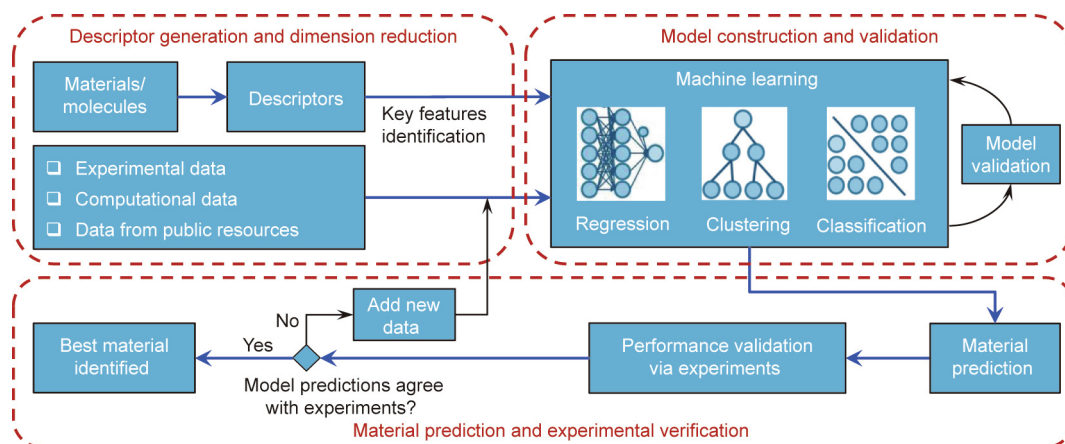 Descriptor generation and dimension reduction
Materials/
molecules
Descriptors
Key features
identification
Experimental data
Computational data
Data from public resources
Model construction and validation
Machine learning
Regression
Clustering
Classification
Model
validation
Add new
data
No
Yes
Best material
identified
Model predictions agree
with experiments?
Performance validation
via experiments
Material
prediction
Material prediction and experimental verification